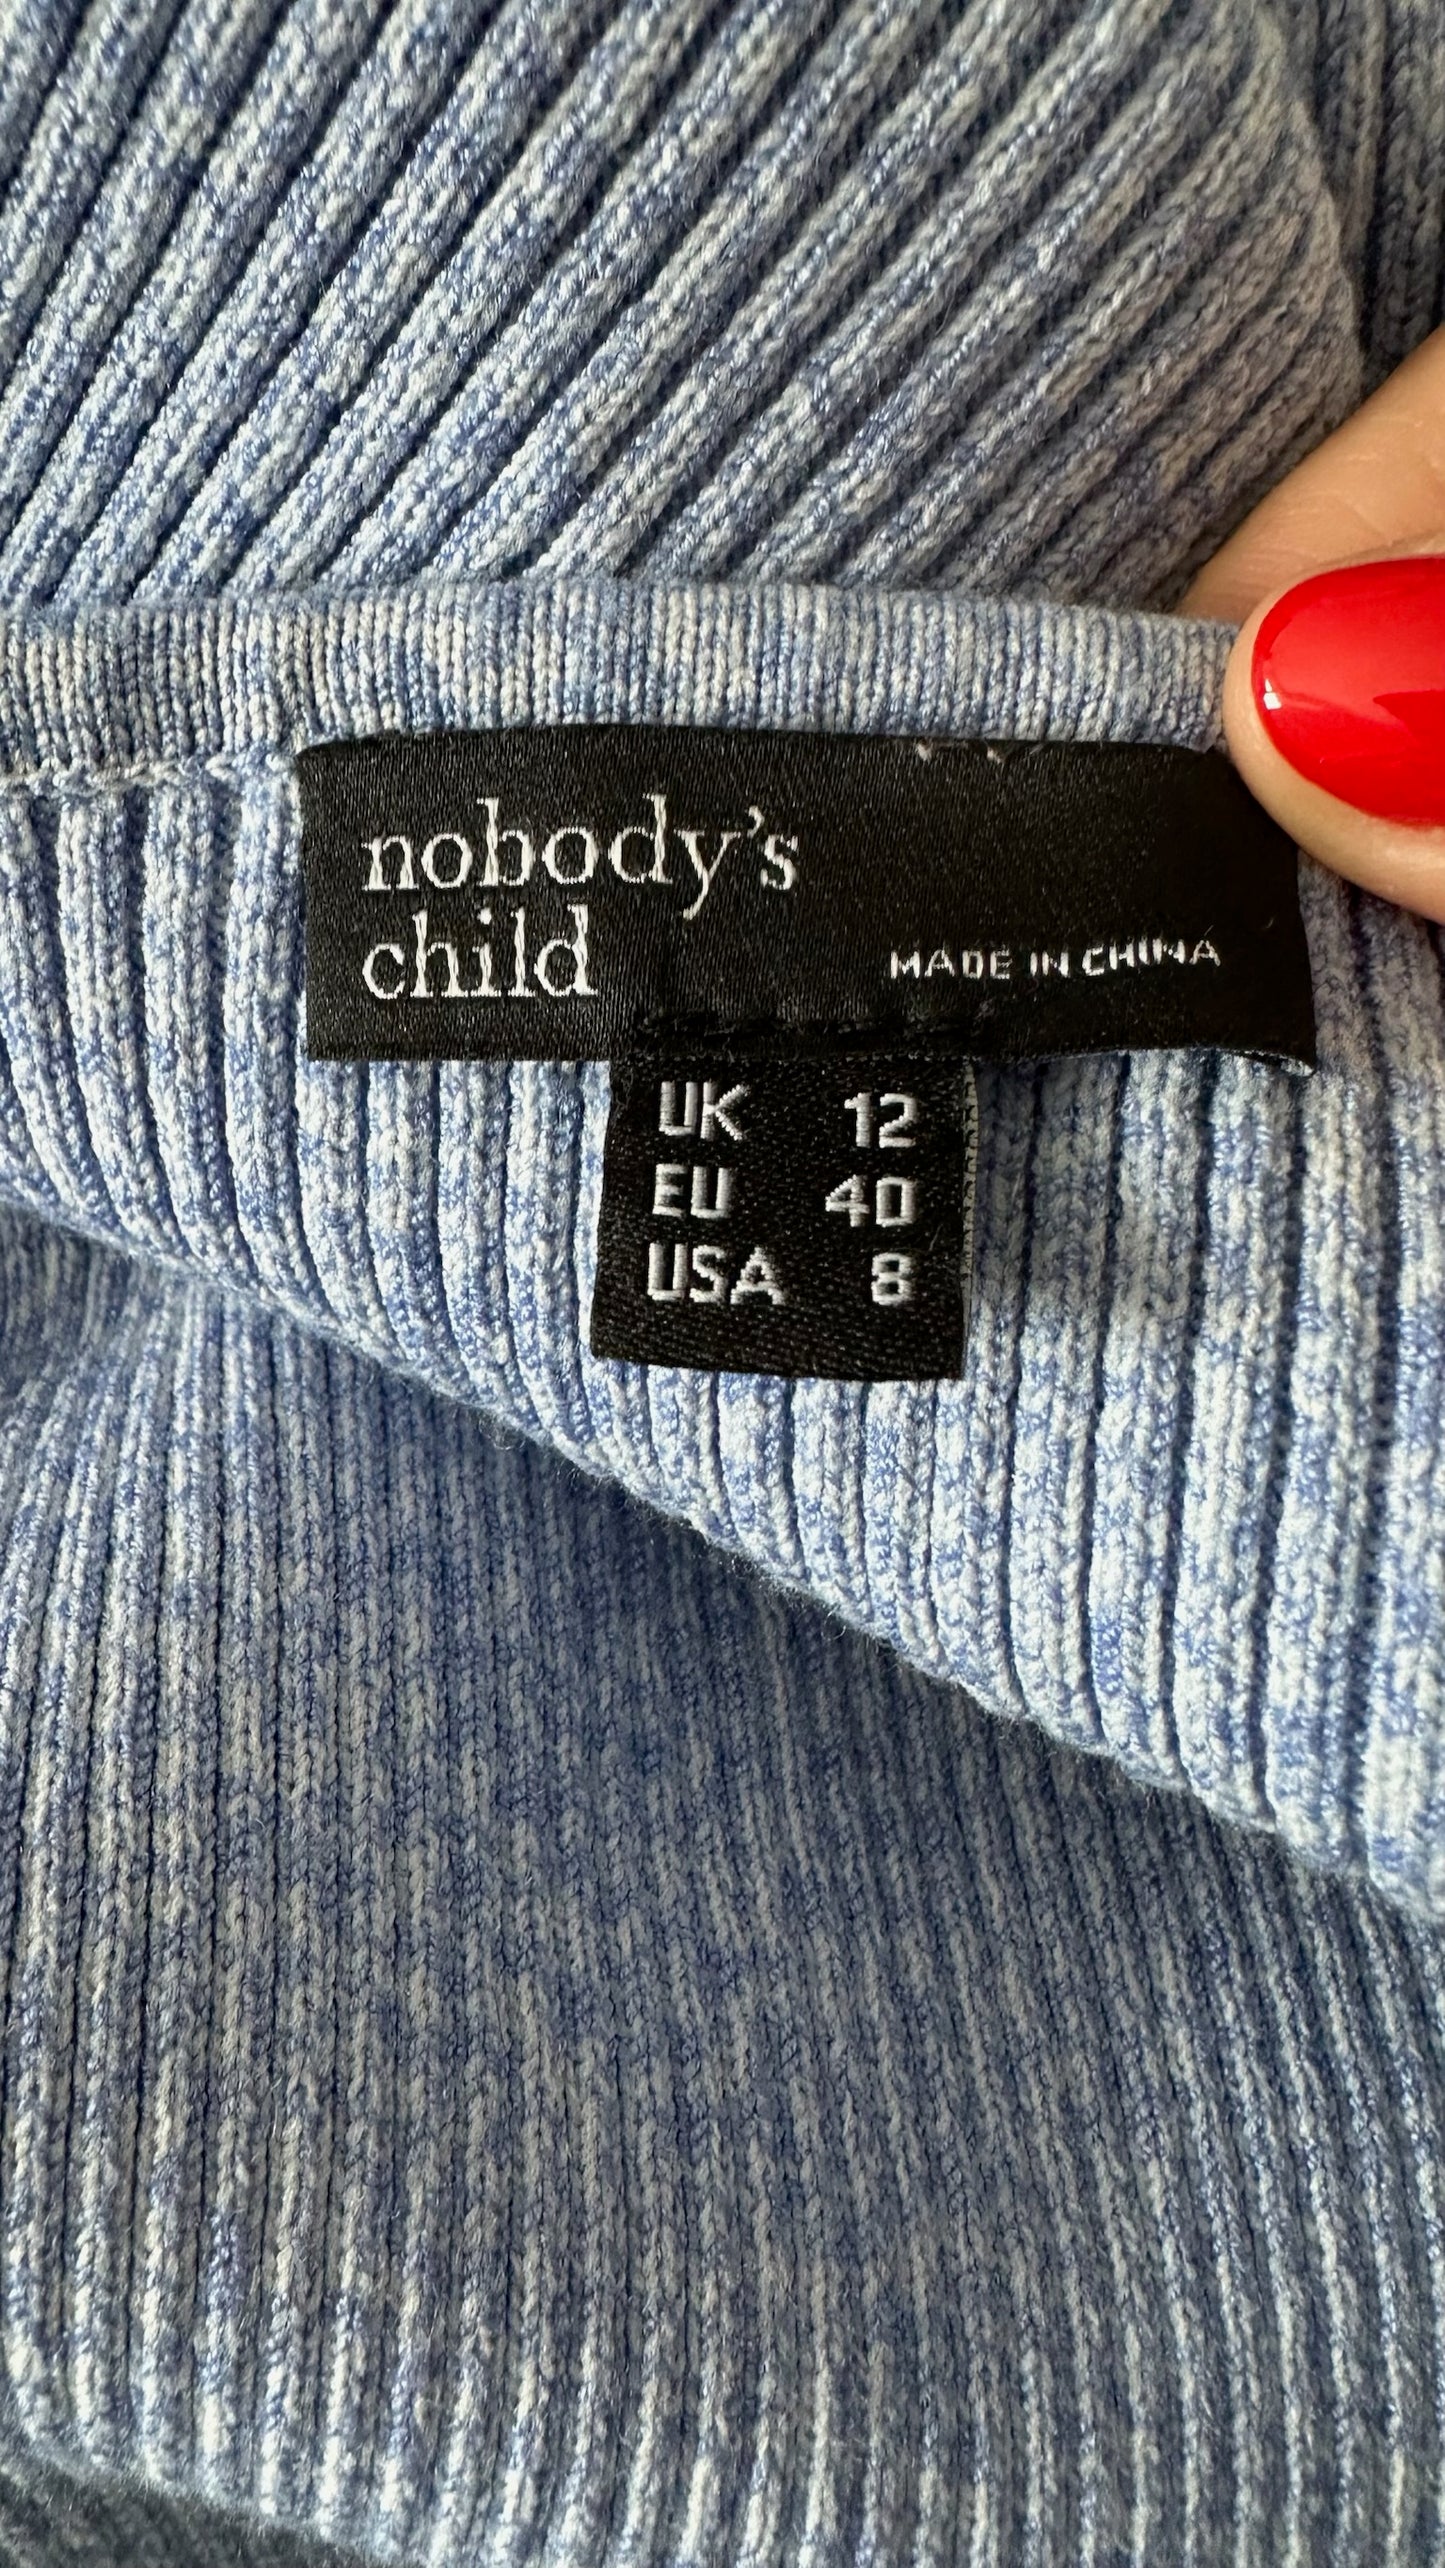 nobody's
child
MADE IN CHINA
UK 12
EU 40
USA 8